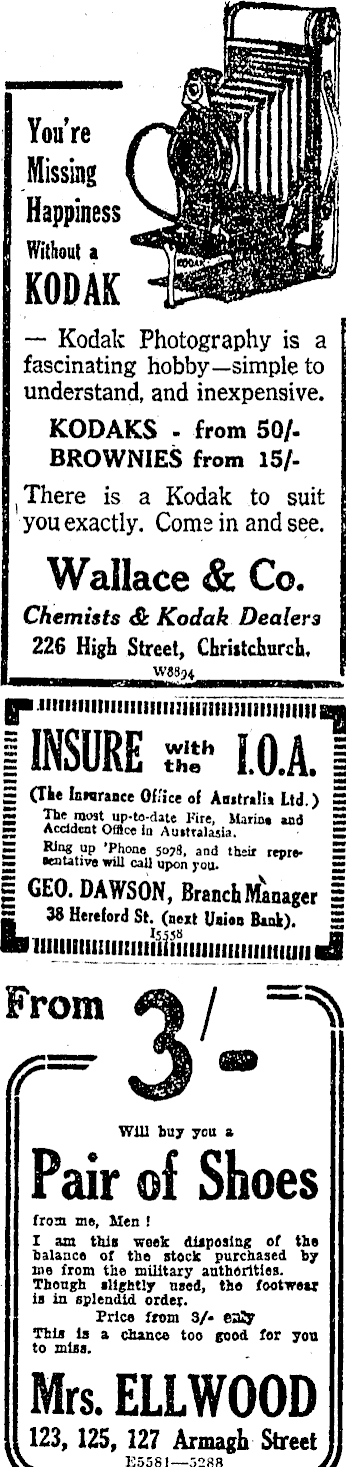 You're
Missing
Happiness
Without a
KODAK
KODAK
— Kodak Photography is a
fascinating hobby—simple to
understand, and inexpensive.
KODAKS - from 50/-
BROWNIES from 15/-
There is a Kodak to suit
you exactly. Come in and see.
Wallace & Co.
Chemists & Kodak Dealers
226 High Street, Christchurch.
W8894
INSURE with the I.O.A.
(The Insurance Office of Australia Ltd.)
The most up-to-date Fire, Marine and
Accident Office in Australasia.
Ring up 'Phone 5078, and their repre-
sentative will call upon you.
GEO. DAWSON, Branch Manager
38 Hereford St. (next Union Bank).
I5558
From 3/-
Will buy you a
Pair of Shoes
from me, Men !
I am this week disposing of the
balance of the stock purchased by
me from the military authorities.
Though slightly used, the footwear
is in splendid order.
Price from 3/- only
This is a chance too good for you
to miss.
Mrs. ELLWOOD
123, 125, 127 Armagh Street
E5581—5288